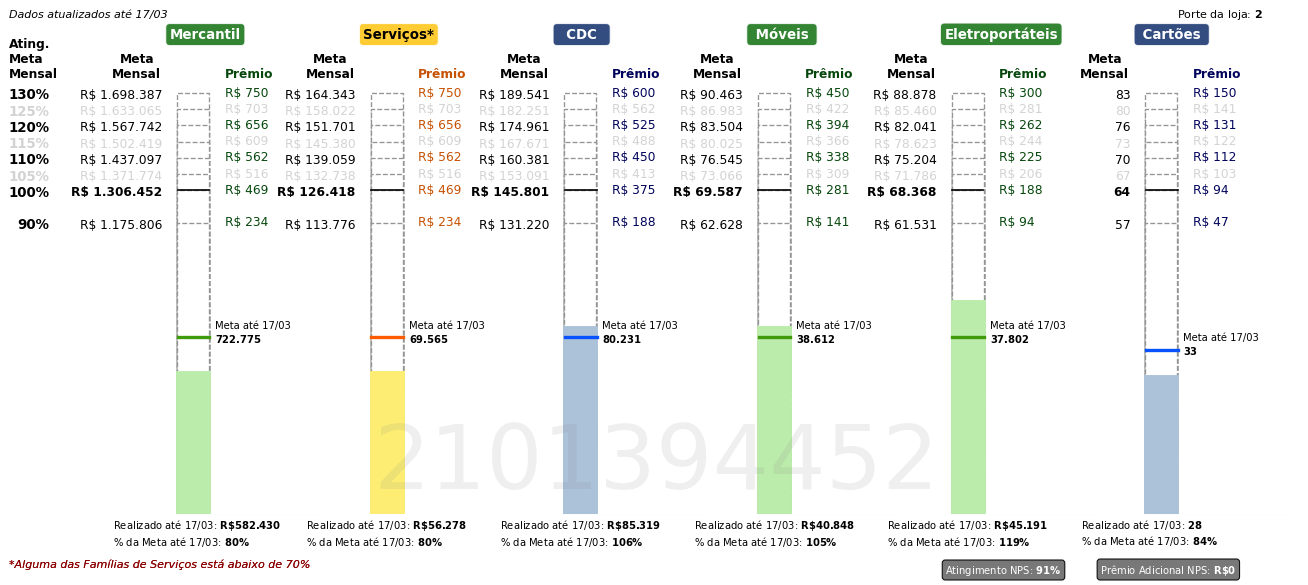 Dados atualizados até 17/03 Porte da loja: 2
Mercantil Serviços* CDC Móveis Eletroportáteis Cartões
Ating.
Meta Meta Meta Meta Meta Meta Meta
Mensal Mensal Prêmio Mensal Prêmio Mensal Prêmio Mensal Prêmio Mensal Prêmio Mensal Prêmio
130% R$ 1.698.387 R$ 750 R$ 164.343 R$ 750 R$ 189.541 R$ 600 R$ 90.463 R$ 450 R$ 88.878 R$ 300 83 R$ 150
125% R$ 1.633.065 R$ 703 R$ 158.022 R$ 703 R$ 182.251 R$ 562 R$ 86.983 R$ 422 R$ 85.460 R$ 281 80 R$ 141
120% R$ 1.567.742 R$ 656 R$ 151.701 R$ 656 R$ 174.961 R$ 525 R$ 83.504 R$ 394 R$ 82.041 R$ 262 76 R$ 131
115% R$ 1.502.419 R$ 609 R$ 145.380 R$ 609 R$ 167.671 R$ 488 R$ 80.025 R$ 366 R$ 78.623 R$ 244 73 R$ 122
110% R$ 1.437.097 R$ 562 R$ 139.059 R$ 562 R$ 160.381 R$ 450 R$ 76.545 R$ 338 R$ 75.204 R$ 225 70 R$ 112
105% R$ 1.371.774 R$ 516 R$ 132.738 R$ 516 R$ 153.091 R$ 413 R$ 73.066 R$ 309 R$ 71.786 R$ 206 67 R$ 103
100% R$ 1.306.452 R$ 469 R$ 126.418 R$ 469 R$ 145.801 R$ 375 R$ 69.587 R$ 281 R$ 68.368 R$ 188 64 R$ 94
90% R$ 1.175.806 R$ 234 R$ 113.776 R$ 234 R$ 131.220 R$ 188 R$ 62.628 R$ 141 R$ 61.531 R$ 94 57 R$ 47
Meta até 17/03 Meta até 17/03 Meta até 17/03 Meta até 17/03 Meta até 17/03 Meta até 17/03
722.775 69.565 80.231 38.612 37.802 33
2101394452
Realizado até 17/03: R$582.430 Realizado até 17/03: R$56.278 Realizado até 17/03: R$85.319 Realizado até 17/03: R$40.848 Realizado até 17/03: R$45.191 Realizado até 17/03: 28
% da Meta até 17/03: 80% % da Meta até 17/03: 80% % da Meta até 17/03: 106% % da Meta até 17/03: 105% % da Meta até 17/03: 119% % da Meta até 17/03: 84%
*Alguma das Famílias de Serviços está abaixo de 70% Atingimento NPS: 91% Prêmio Adicional NPS: R$0